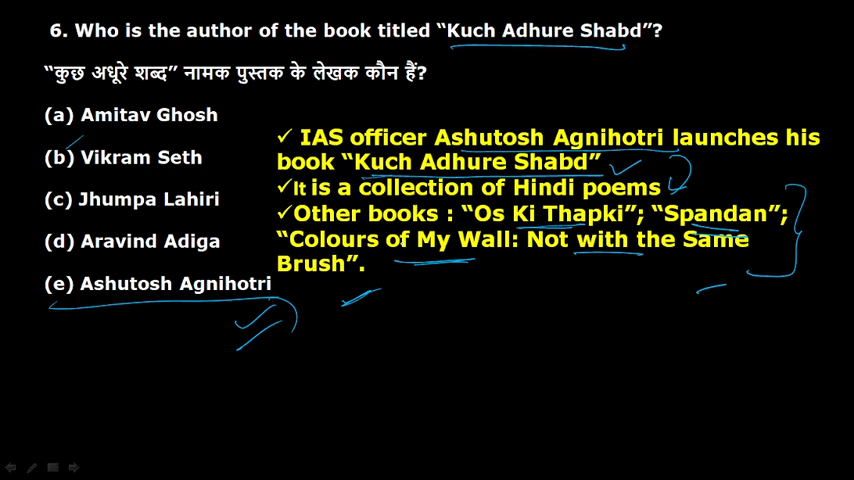 6. Who is the author of the book titled “Kuch Adhure Shabd”?
“कुछ अधूरे शब्द” नामक पुस्तक के लेखक कौन हैं?
(a) Amitav Ghosh
(b) Vikram Seth
(c) Jhumpa Lahiri
(d) Aravind Adiga
(e) Ashutosh Agnihotri
✓ IAS officer Ashutosh Agnihotri launches his
book “Kuch Adhure Shabd”
✓It is a collection of Hindi poems
✓Other books : “Os Ki Thapki”; “Spandan”;
“Colours of My Wall: Not with the Same
Brush”.